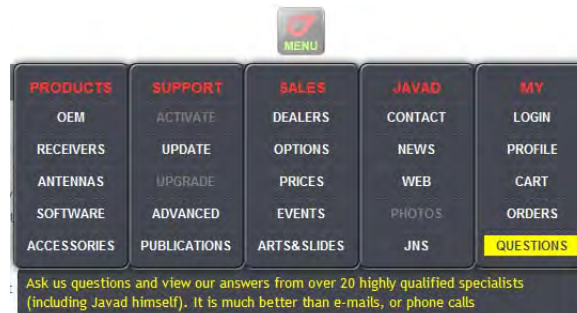 MENU
PRODUCTS SUPPORT SALES JAVAD MY
OEM ACTIVATE DEALERS CONTACT LOGIN
RECEIVERS UPDATE OPTIONS NEWS PROFILE
ANTENNAS UPGRADE PRICES WEB CART
SOFTWARE ADVANCED EVENTS PHOTOS ORDERS
ACCESSORIES PUBLICATIONS ARTS&SLIDES JNS QUESTIONS
Ask us questions and view our answers from over 20 highly qualified specialists
(including Javad himself). It is much better than e-mails, or phone calls